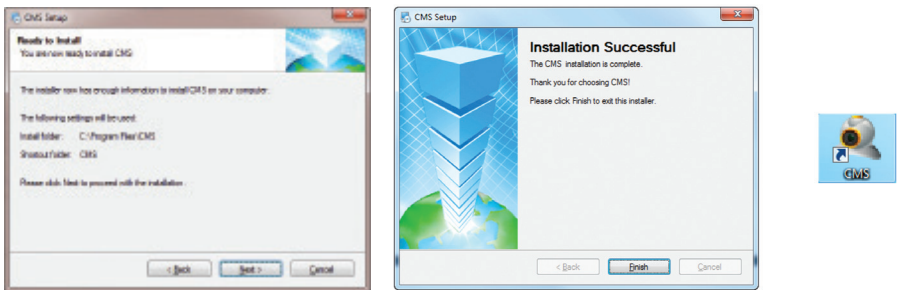 CMS Setup
Ready to Install
You are now ready to install CMS
The installer now has enough information to install CMS on your computer.
The following settings will be used:
Install folder: C:\Program Files\CMS
Shortcut folder: CMS
Please click Next to proceed with the installation.
< Back Next > Cancel
CMS Setup
Installation Successful
The CMS installation is complete.
Thank you for choosing CMS!
Please click Finish to exit this installer.
< Back Finish Cancel
CMS